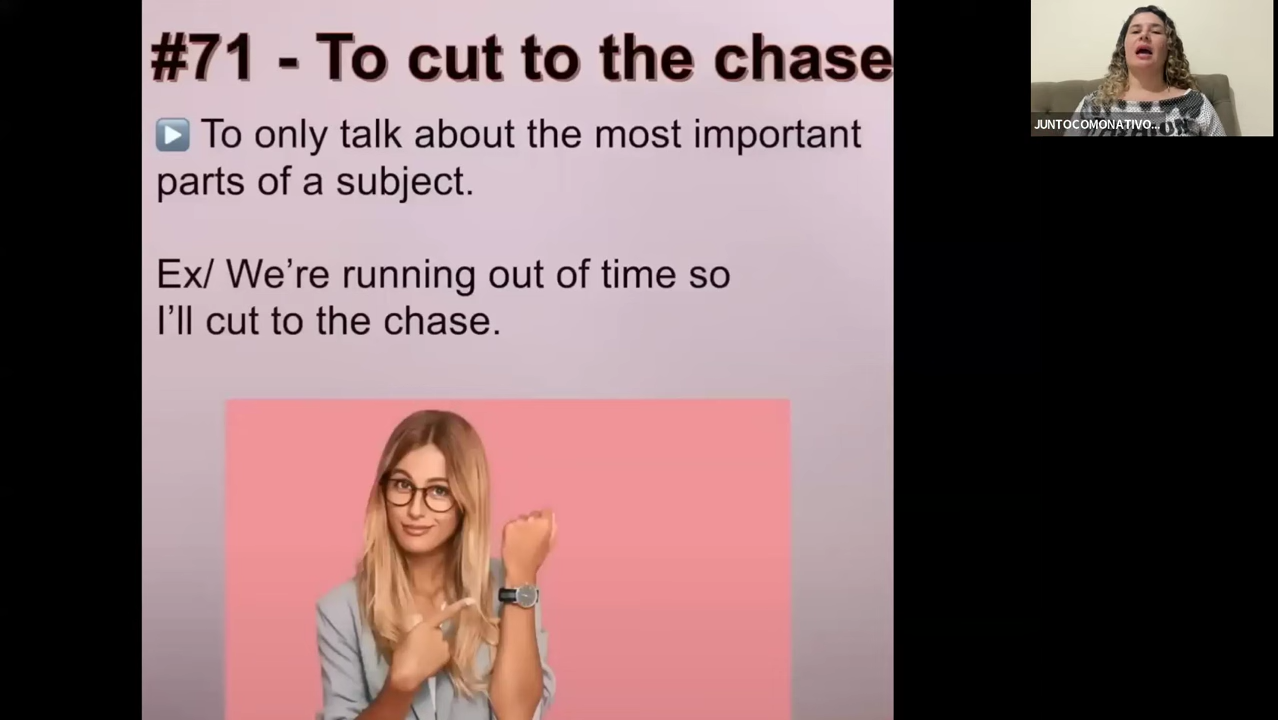 #71 - To cut to the chase
▶️ To only talk about the most important
parts of a subject.
Ex/ We’re running out of time so
I’ll cut to the chase.
JUNTOCOMONATIVO...